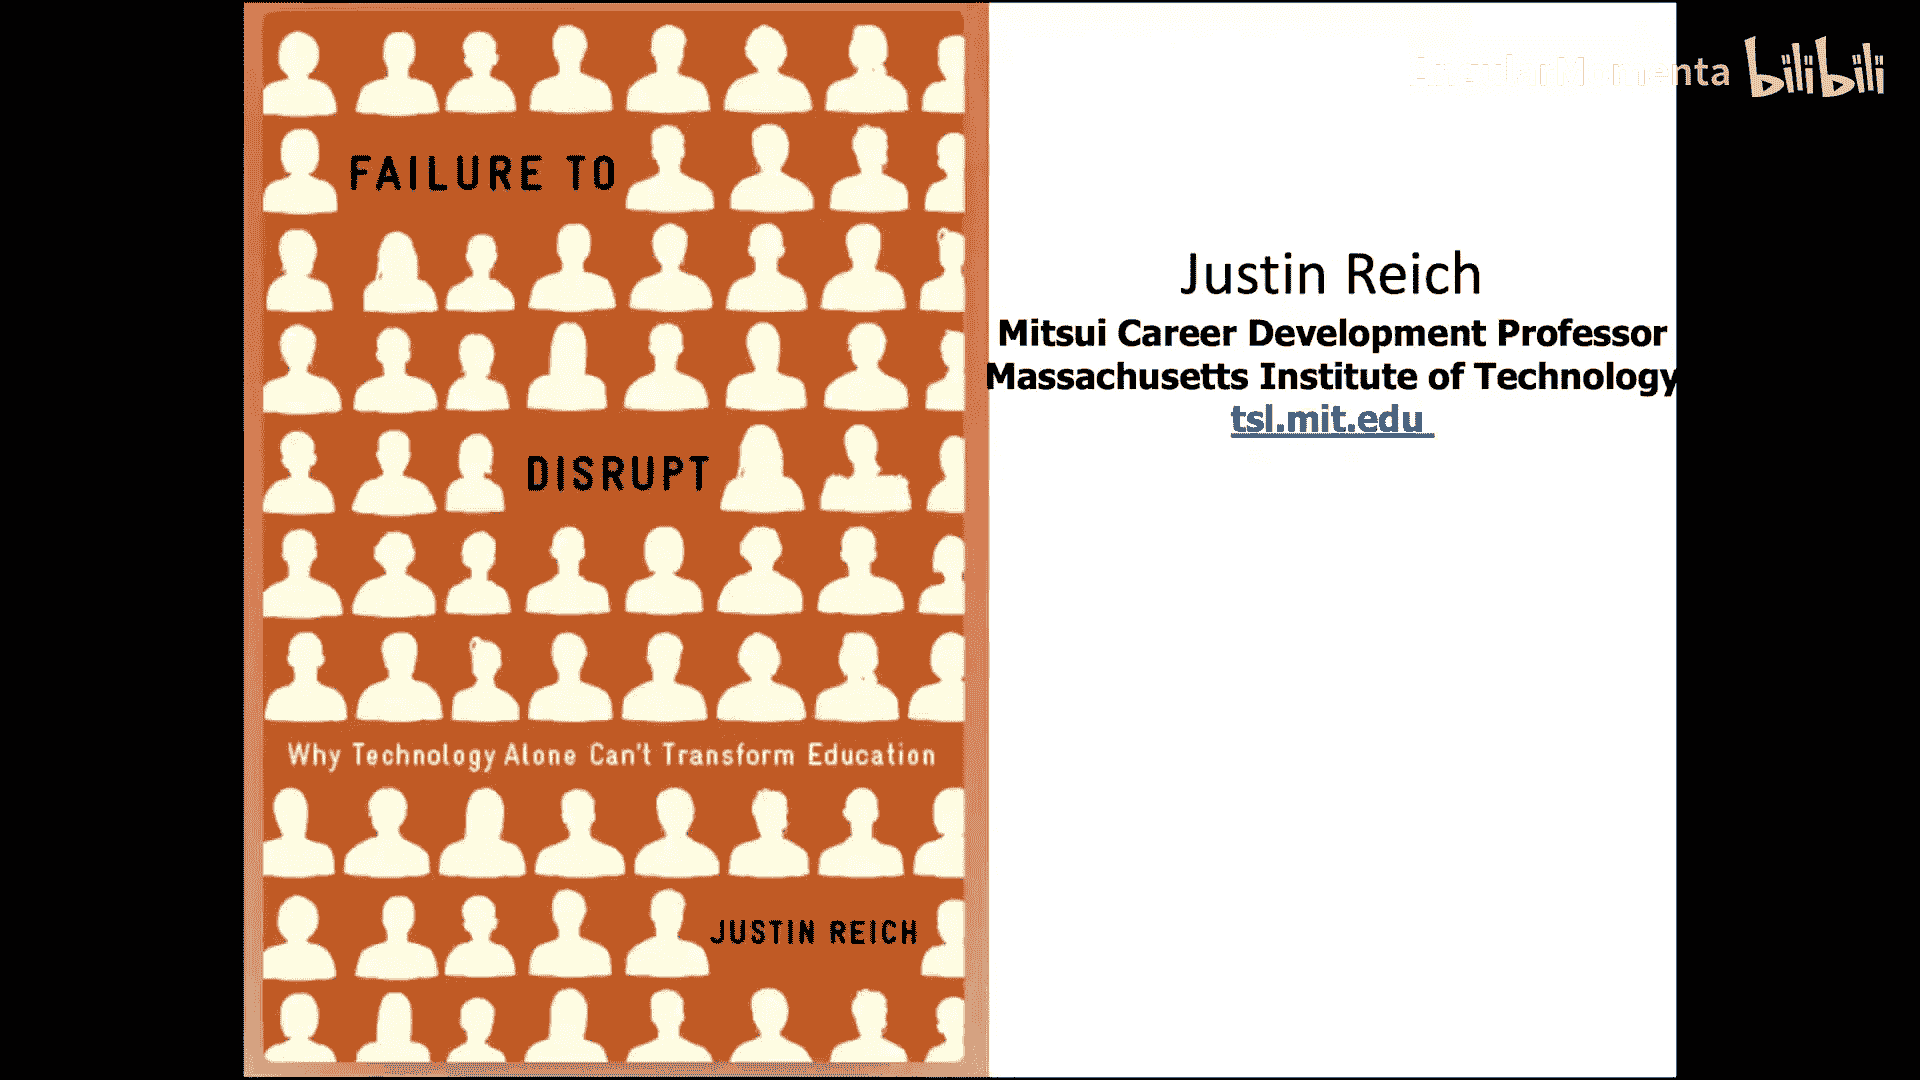 FAILURE TO
DISRUPT
Why Technology Alone Can't Transform Education
JUSTIN REICH
bilibili
Justin Reich
Mitsui Career Development Professor
Massachusetts Institute of Technology
tsl.mit.edu